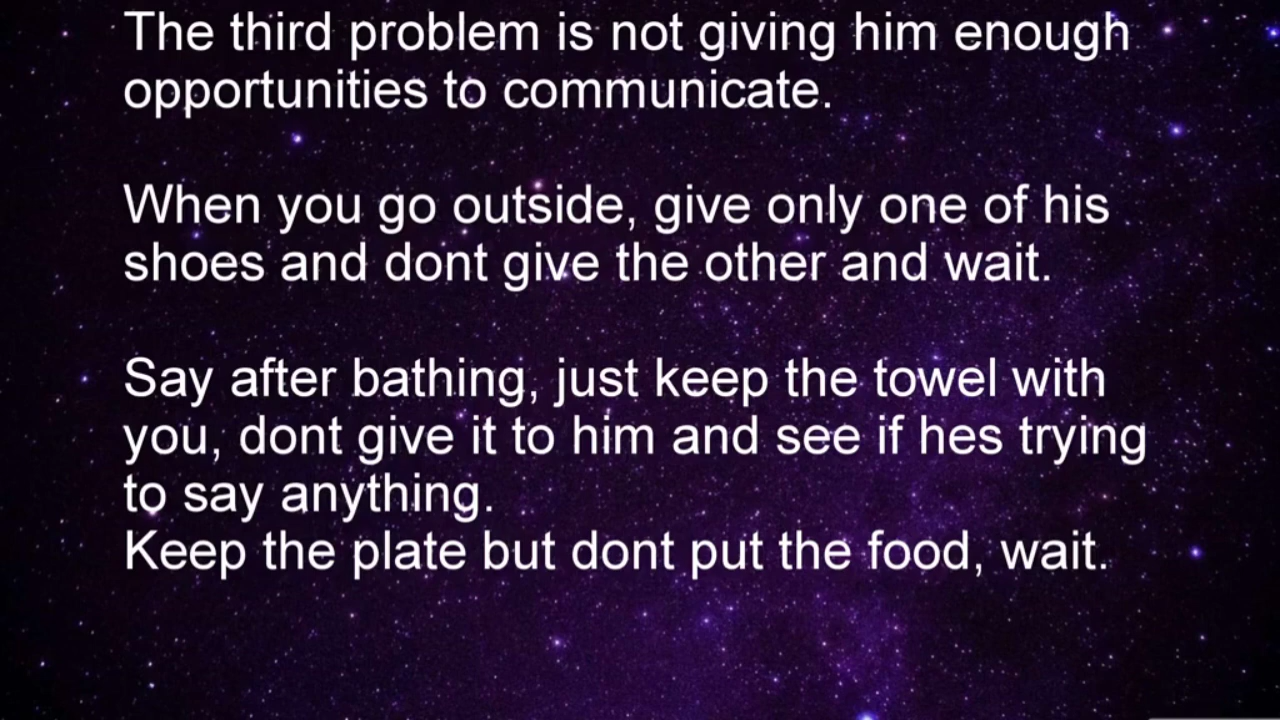 The third problem is not giving him enough
opportunities to communicate.
When you go outside, give only one of his
shoes and dont give the other and wait.
Say after bathing, just keep the towel with
you, dont give it to him and see if hes trying
to say anything.
Keep the plate but dont put the food, wait.